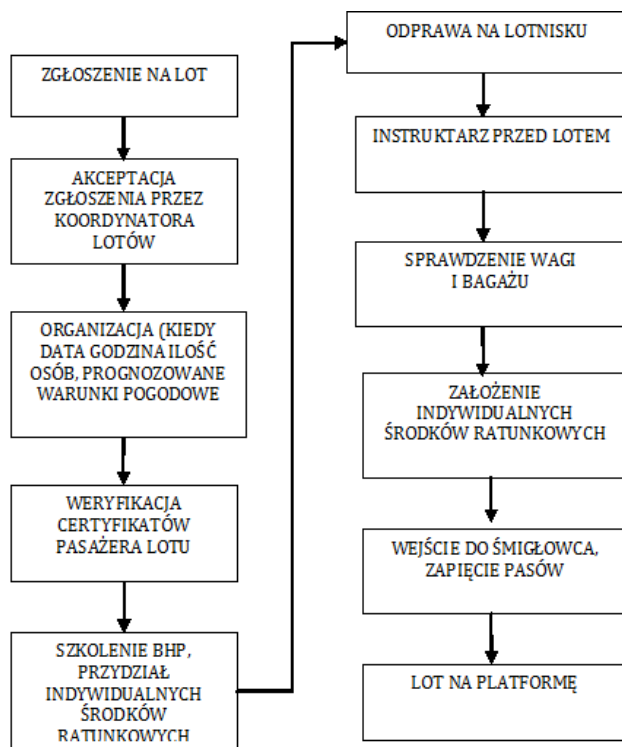 ZGŁOSZENIE NA LOT
AKCEPTACJA
ZGŁOSZENIA PRZEZ
KOORDYNATORA
LOTÓW
ORGANIZACJA (KIEDY
DATA GODZINA ILOŚĆ
OSÓB, PROGNOZOWANE
WARUNKI POGODOWE
WERYFIKACJA
CERTYFIKATÓW
PASAŻERA LOTU
SZKOLENIE BHP,
PRZYDZIAŁ
INDYWIDUALNYCH
ŚRODKÓW
RATUNKOWYCH
ODPRAWA NA LOTNISKU
INSTRUKTARZ PRZED LOTEM
SPRAWDZENIE WAGI
I BAGAŻU
ZAŁOŻENIE
INDYWIDUALNYCH
ŚRODKÓW RATUNKOWYCH
WEJŚCIE DO ŚMIGŁOWCA,
ZAPIĘCIE PASÓW
LOT NA PLATFORMĘ